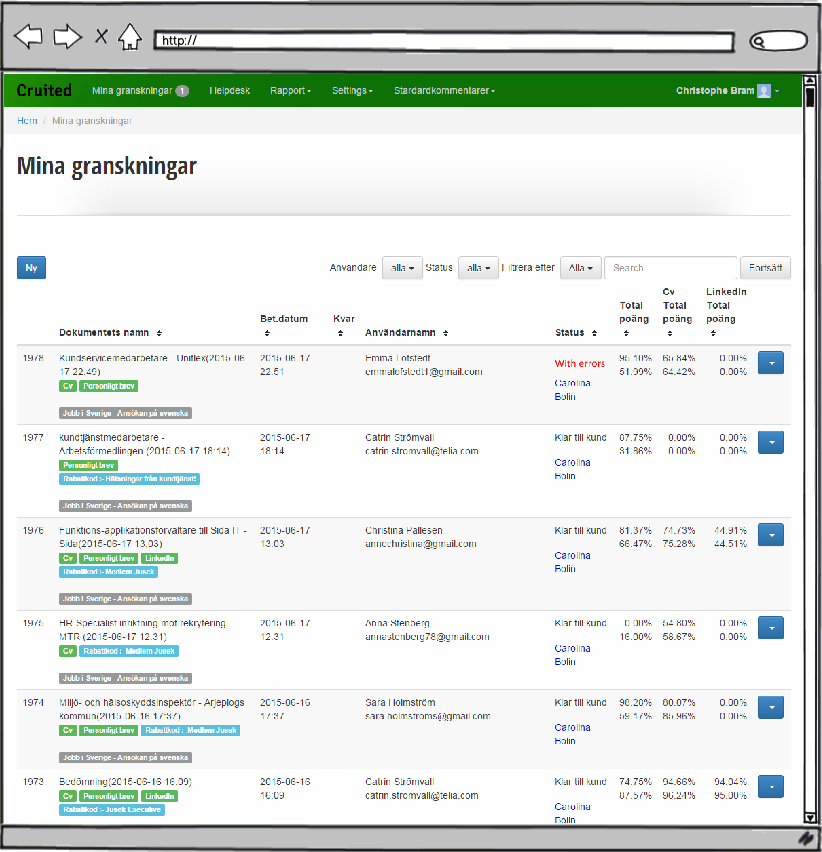 http://
Cruited Mina granskningar 1 Helpdesk Rapport Settings Stardardkommentarer Christophe Bram
Hem / Mina granskningar
Mina granskningar
Ny
Anvandare alla Status alla Filtrera efter Alla Search Fortsätt
Dokumentets namn Bet.datum Kvar Användarnamn Status Total poäng Cv Total poäng LinkedIn Total poäng
1978 Kundservicemedarbetare - Uniflex(2015-06- 2015-06-17 Emma Lofstedt With errors 95.10% 65.84% 0.00%
17 22:49) 22:51 emmalofstedt1@gmail.com 51.99% 64.42% 0.00%
Cv Personligt brev Carolina
Bolin
Jobb i Sverige - Ansökan på svenska
1977 kundtjänstmedarbetare - 2015-06-17 Catrin Strömvall Klar till kund 87.75% 0.00% 0.00%
Arbetsförmedlingen (2015-06-17 18:14) 18:14 catrin.stromvall@telia.com 31.86% 0.00% 0.00%
Personligt brev Carolina
Rabattkod :- Hälsningar från kundtjänst! Bolin
Jobb i Sverige - Ansökan på svenska
1976 Funktions-applikationsforvaltare till Sida IT - 2015-06-17 Christina Pallesen Klar till kund 81.37% 74.73% 44.91%
Sida(2015-06-17 13:03) 13:03 anncchristina@gmail.com 66.47% 75.28% 44.51%
Cv Personligt brev LinkedIn Carolina
Rabattkod :- Medlem Jusek Bolin
Jobb i Sverige - Ansökan på svenska
1975 HR Specialist inriktning mot rekrytering 2015-06-17 Anna Stenberg Klar till kund 0.00% 54.80% 0.00%
MTR (2015-06-17 12:31) 12:31 annastenberg78@gmail.com 16.00% 58.67% 0.00%
Cv Rabattkod :- Medlem Jusek Carolina
Bolin
Jobb i Sverige - Ansökan på svenska
1974 Miljö- och hälsoskyddsinspektör - Arjeplogs 2015-06-16 Sara Holmström Klar till kund 98.28% 80.07% 0.00%
kommun(2015-06-16 17:37) 17:37 sara.holmstroms@gmail.com 59.17% 85.96% 0.00%
Cv Personligt brev Rabattkod :- Medlem Jusek Carolina
Bolin
Jobb i Sverige - Ansökan på svenska
1973 Bedömning(2015-06-16 16:09) 2015-06-16 Catrin Strömvall Klar till kund 74.75% 94.66% 94.04%
Cv Personligt brev LinkedIn 16:09 catrin.stromvall@telia.com 87.57% 96.24% 95.00%
Rabattkod :- Jusek Executive Carolina
Bolin